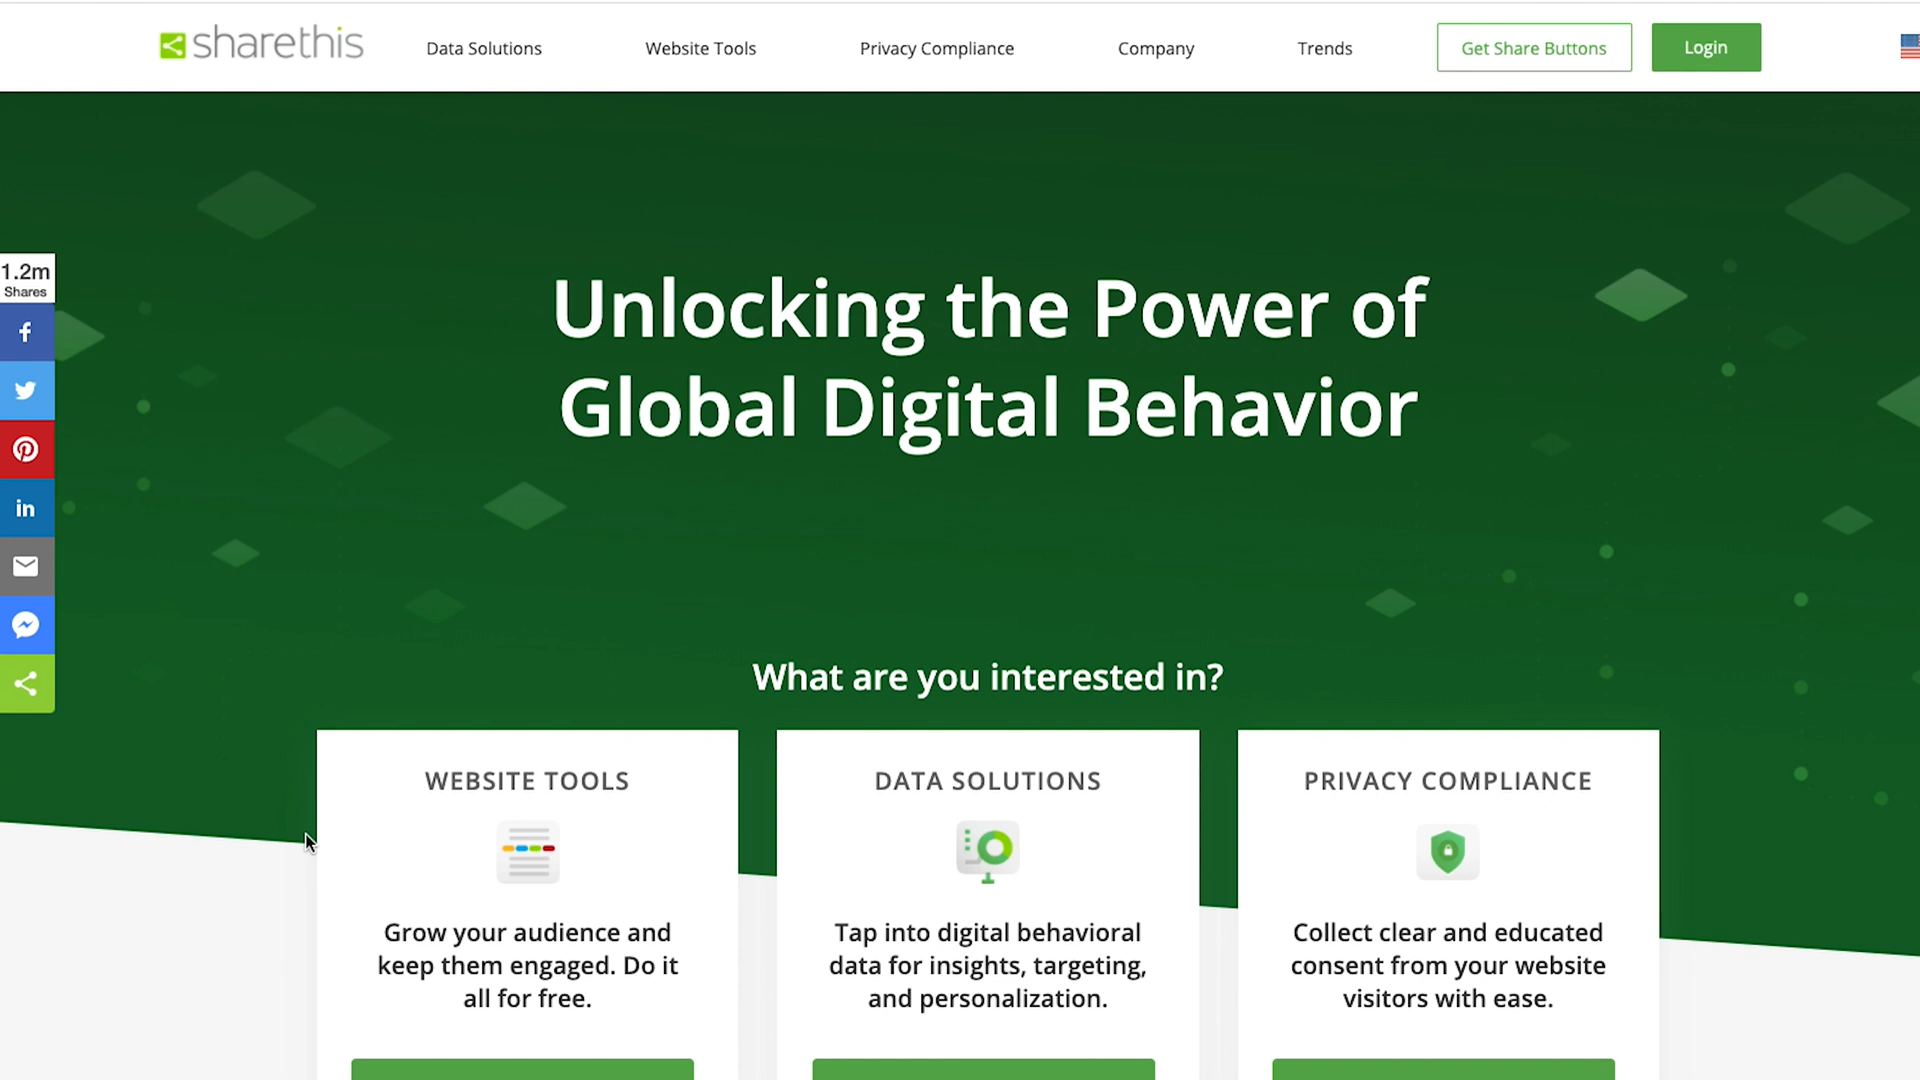 sharethis
Data Solutions
Website Tools
Privacy Compliance
Company
Trends
Get Share Buttons
Login
Unlocking the Power of
Global Digital Behavior
1.2m
Shares
f
in
What are you interested in?
WEBSITE TOOLS
Grow your audience and
keep them engaged. Do it
all for free.
DATA SOLUTIONS
Tap into digital behavioral
data for insights, targeting,
and personalization.
PRIVACY COMPLIANCE
Collect clear and educated
consent from your website
visitors with ease.